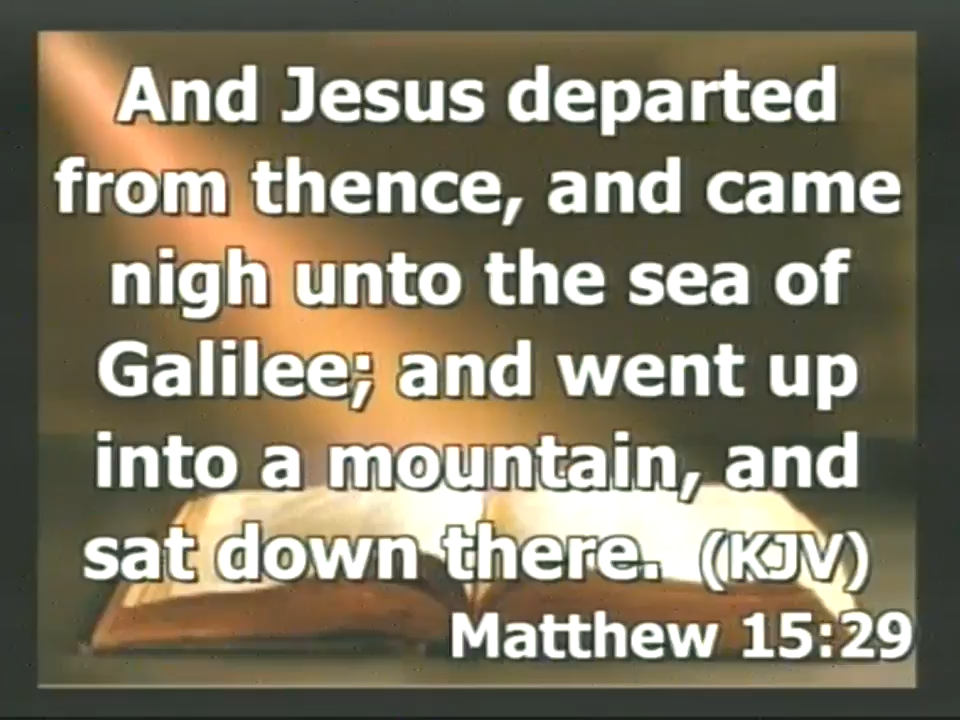 And Jesus departed
from thence, and came
nigh unto the sea of
Galilee; and went up
into a mountain, and
sat down there. (KJV)
Matthew 15:29